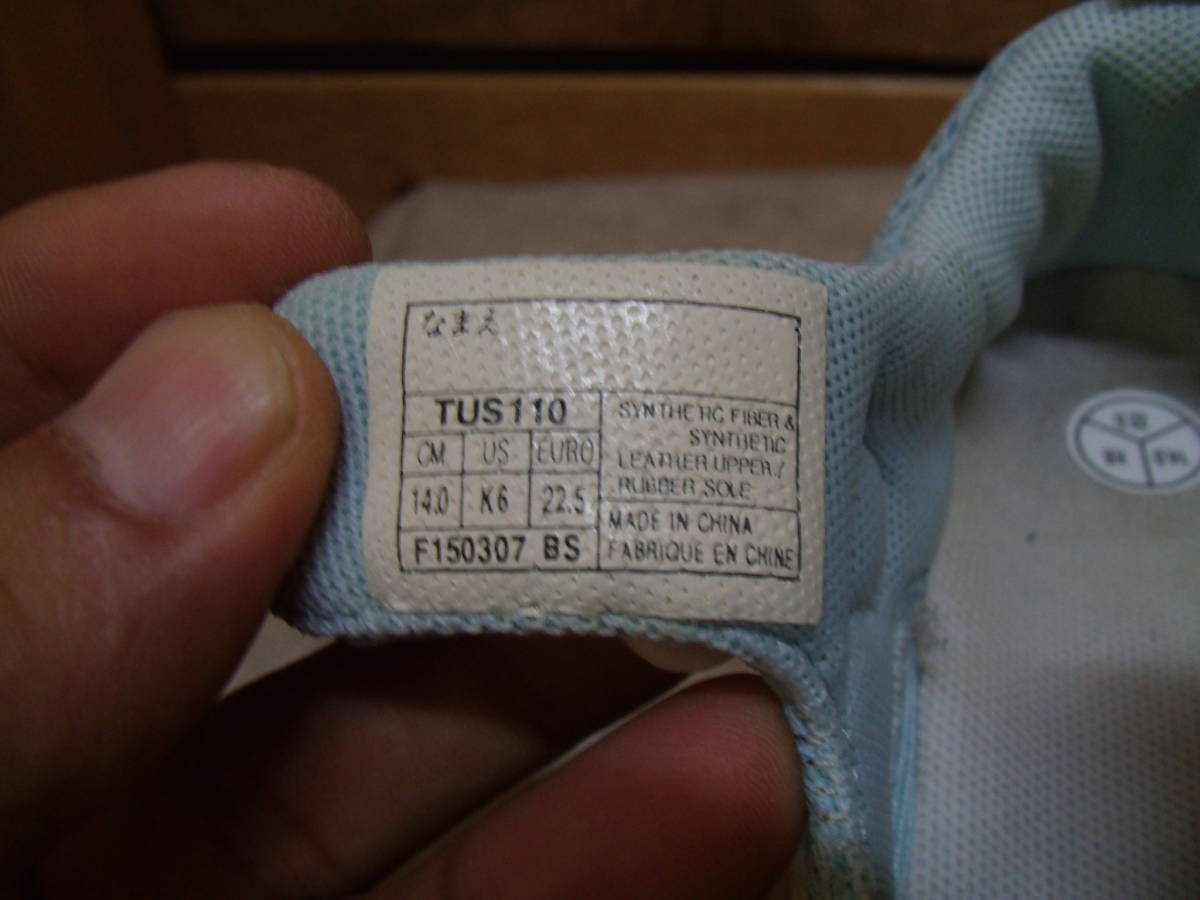 なまえ
TUS110
CM US EURO
14.0 K6 22.5
F150307 BS
SYNTHETIC FIBER &
SYNTHETIC
LEATHER UPPER /
RUBBER SOLE
MADE IN CHINA
FABRIQUE EN CHINE